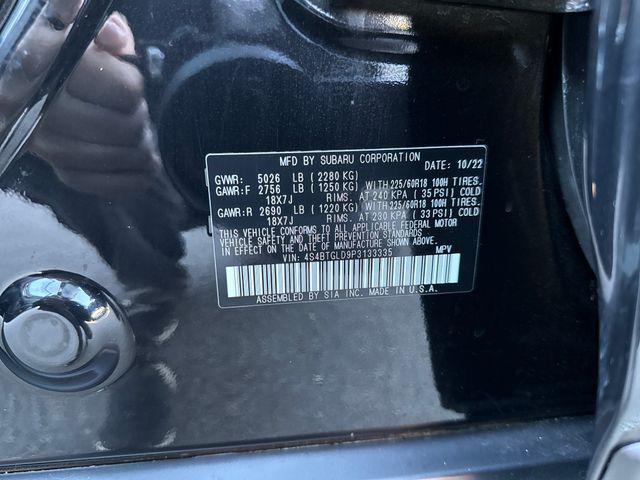 MFD BY SUBARU CORPORATION DATE: 10/22
GVWR: 5026 LB ( 2280 KG)
GAWR:F 2756 LB ( 1250 KG) WITH 225/60R18 100H TIRES.
18X7J RIMS. AT 240 KPA ( 35 PSI) COLD
GAWR:R 2690 LB ( 1220 KG) WITH 225/60R18 100H TIRES.
18X7J RIMS. AT 230 KPA ( 33 PSI) COLD
THIS VEHICLE CONFORMS TO ALL APPLICABLE FEDERAL MOTOR
VEHICLE SAFETY AND THEFT PREVENTION STANDARDS
IN EFFECT ON THE DATE OF MANUFACTURE SHOWN ABOVE.
VIN: 4S4BTGLD9P3133335 MPV
ASSEMBLED BY SIA INC. MADE IN U.S.A.